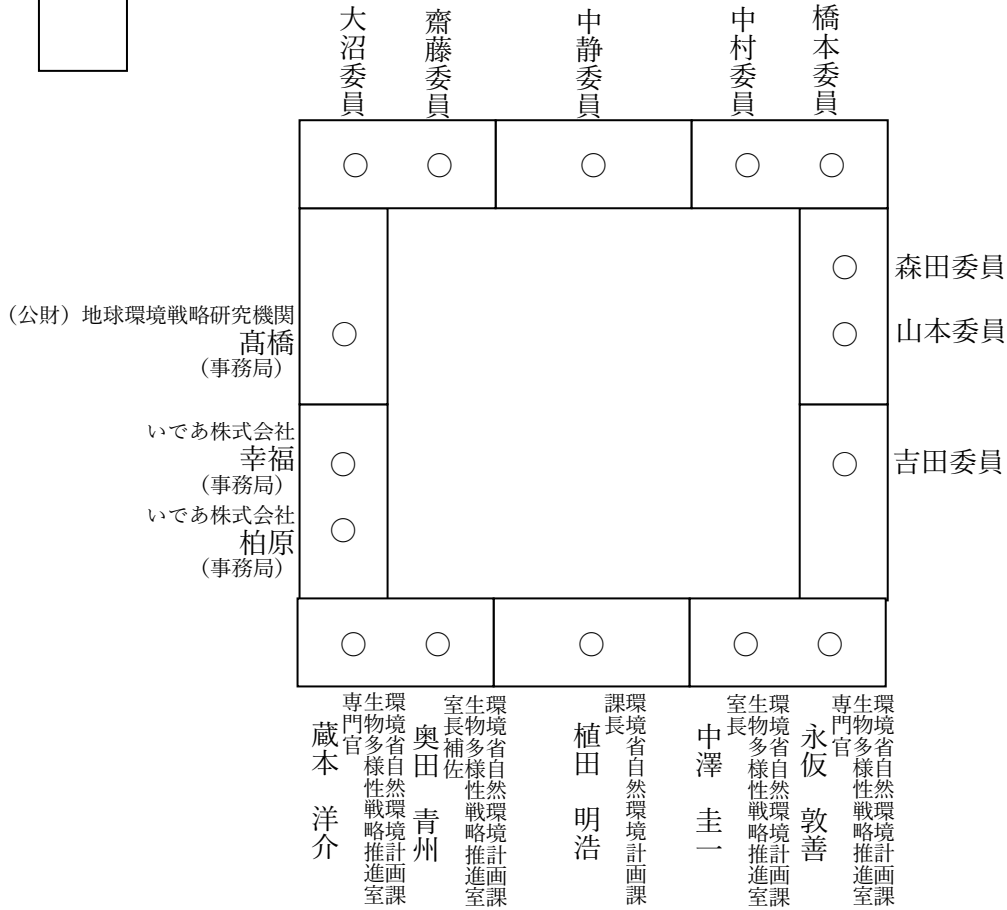 大沼委員
齋藤委員
中静委員
中村委員
橋本委員
森田委員
山本委員
吉田委員
（公財）地球環境戦略研究機関
髙橋
（事務局）
いであ株式会社
幸福
（事務局）
いであ株式会社
柏原
（事務局）
環境省自然環境計画課
生物多様性戦略推進室
専門官
蔵本　洋介
環境省自然環境計画課
生物多様性戦略推進室
室長補佐
奥田　青州
環境省自然環境計画課
課長
植田　明浩
環境省自然環境計画課
生物多様性戦略推進室
室長
中澤　圭一
環境省自然環境計画課
生物多様性戦略推進室
専門官
永仮　敦善